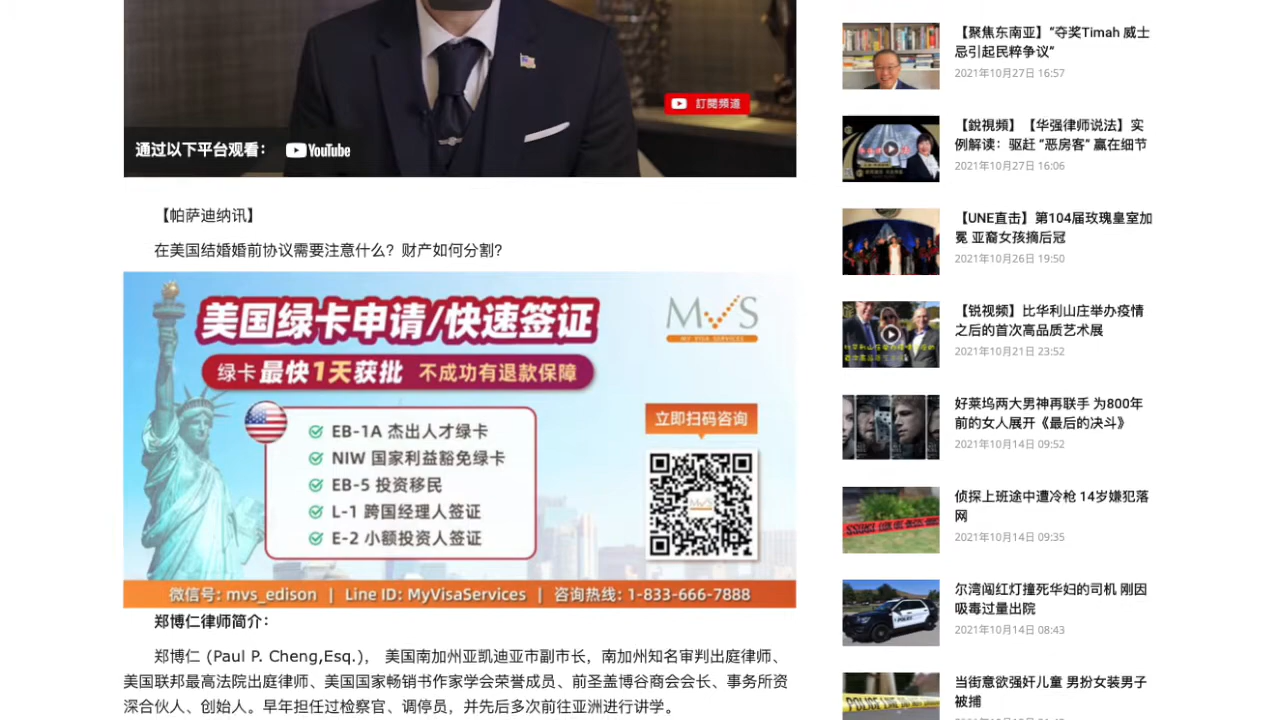 訂閱頻道
通过以下平台观看：
YouTube
【帕萨迪纳讯】
在美国结婚婚前协议需要注意什么？财产如何分割？
美国绿卡申请/快速签证
绿卡最快1天获批 不成功有退款保障
MVS
MY VISA SERVICES
EB-1A 杰出人才绿卡
NIW 国家利益豁免绿卡
EB-5 投资移民
L-1 跨国经理人签证
E-2 小额投资人签证
立即扫码咨询
微信号: mvs_edison | Line ID: MyVisaServices | 咨询热线: 1-833-666-7888
郑博仁律师简介：
郑博仁 (Paul P. Cheng,Esq.)， 美国南加州亚凯迪亚市副市长，南加州知名审判出庭律师、
美国联邦最高法院出庭律师、美国国家畅销书作家学会荣誉成员、前圣盖博谷商会会长、事务所资
深合伙人、创始人。早年担任过检察官、调停员，并先后多次前往亚洲进行讲学。
【聚焦东南亚】“夺奖Timah 威士
忌引起民粹争议”
2021年10月27日 16:57
【銳視頻】【华强律师说法】实
例解读：驱赶 “恶房客” 赢在细节
2021年10月27日 16:06
【UNE直击】第104届玫瑰皇室加
冕 亚裔女孩摘后冠
2021年10月26日 19:50
【锐视频】比华利山庄举办疫情
之后的首次高品质艺术展
2021年10月21日 23:52
好莱坞两大男神再联手 为800年
前的女人展开《最后的决斗》
2021年10月14日 09:52
侦探上班途中遭冷枪 14岁嫌犯落
网
2021年10月14日 09:35
尔湾闯红灯撞死华妇的司机 刚因
吸毒过量出院
2021年10月14日 08:43
当街意欲强奸儿童 男扮女装男子
被捕